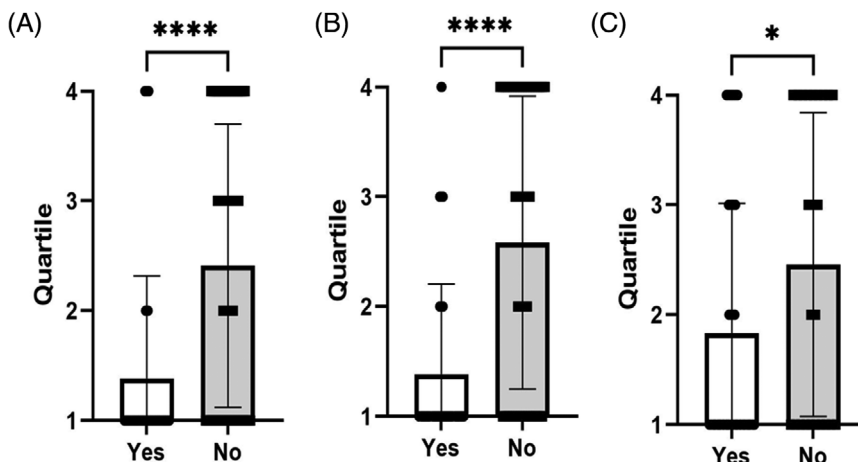 (A)
****
Quartile
4
3
2
1
Yes No
(B)
****
Quartile
4
3
2
1
Yes No
(C)
*
Quartile
4
3
2
1
Yes No